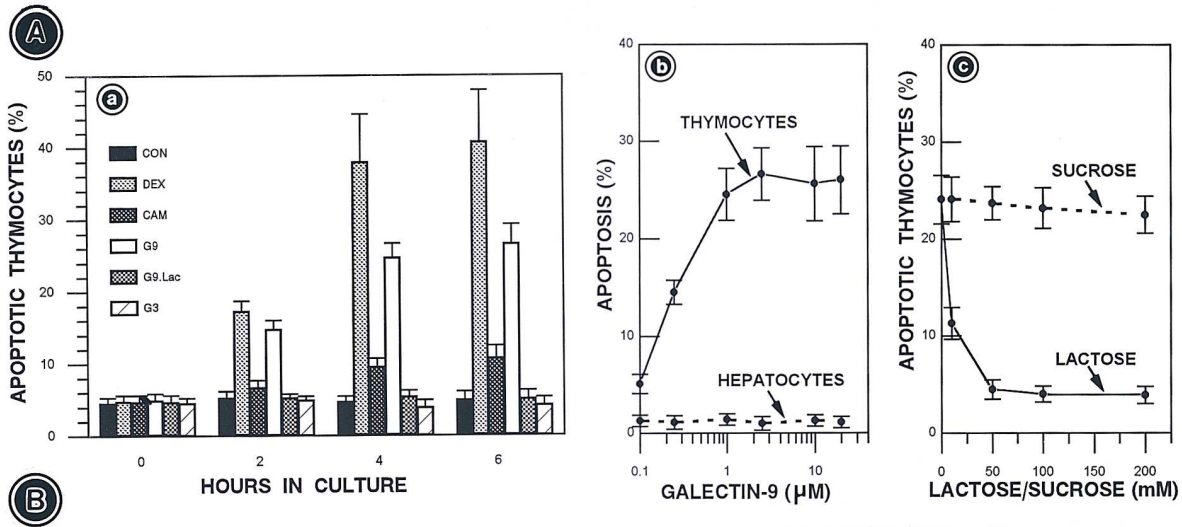 A
a
50
40
30
20
10
0
APOPTOTIC THYMOCYTES (%)
CON
DEX
CAM
G9
G9.Lac
G3
0 2 4 6
HOURS IN CULTURE
b
40
30
20
10
0
APOPTOSIS (%)
THYMOCYTES
HEPATOCYTES
0.1 1 10
GALECTIN-9 (µM)
c
40
30
20
10
0
APOPTOTIC THYMOCYTES (%)
SUCROSE
LACTOSE
0 50 100 150 200
LACTOSE/SUCROSE (mM)
B